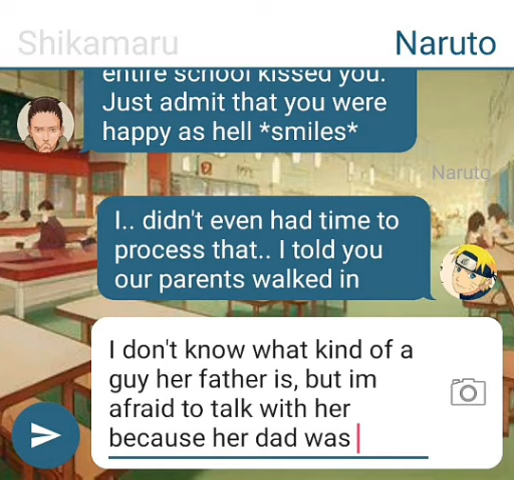 Shikamaru
Naruto
entire school kissed you.
Just admit that you were
happy as hell *smiles*
Naruto
I.. didn't even had time to
process that.. I told you
our parents walked in
I don't know what kind of a
guy her father is, but im
afraid to talk with her
because her dad was